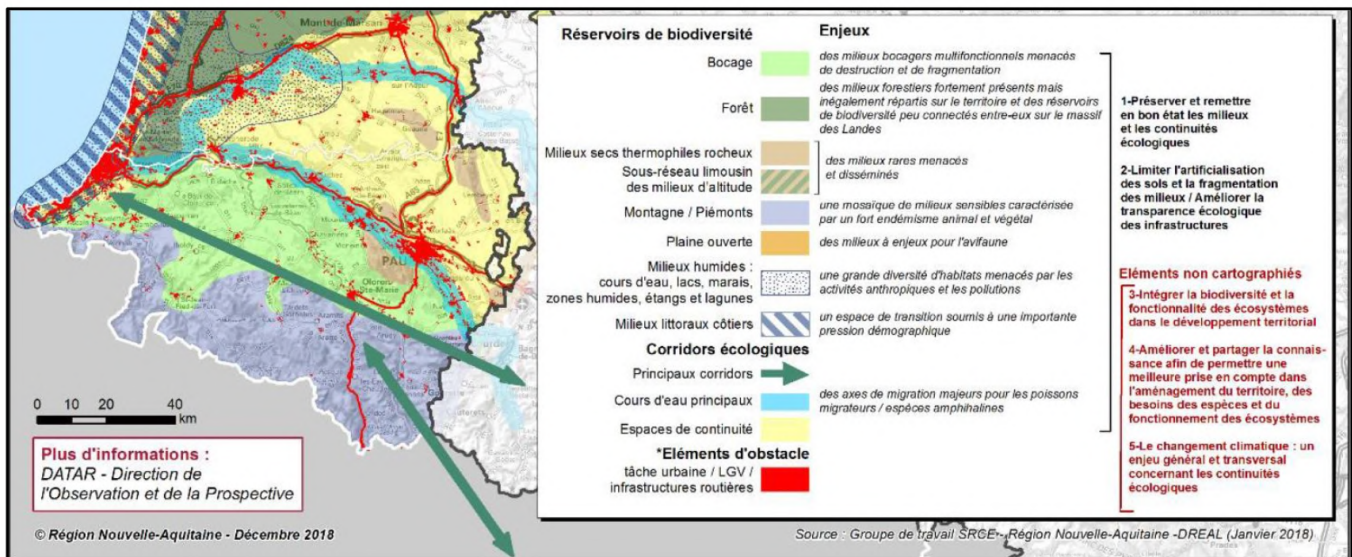 Mont-de-Marsan
PAU
Oloron-
Ste-Marie
A65
0 10 20 40
km
Plus d'informations :
DATAR - Direction de
l'Observation et de la Prospective
© Région Nouvelle-Aquitaine - Décembre 2018
Réservoirs de biodiversité
Enjeux
Bocage
des milieux bocagers multifonctionnels menacés
de destruction et de fragmentation
Forêt
des milieux forestiers fortement présents mais
inégalement répartis sur le territoire et des réservoirs
de biodiversité peu connectés entre-eux sur le massif
des Landes
Milieux secs thermophiles rocheux
Sous-réseau limousin
des milieux d'altitude
des milieux rares menacés
et disséminés
Montagne / Piémonts
une mosaïque de milieux sensibles caractérisée
par un fort endémisme animal et végétal
Plaine ouverte
des milieux à enjeux pour l'avifaune
Milieux humides :
cours d'eau, lacs, marais,
zones humides, étangs et lagunes
une grande diversité d'habitats menacés par les
activités anthropiques et les pollutions
Milieux littoraux côtiers
un espace de transition soumis à une importante
pression démographique
Corridors écologiques
Principaux corridors
Cours d'eau principaux
des axes de migration majeurs pour les poissons
migrateurs / espèces amphihalines
Espaces de continuité
*Eléments d'obstacle
tâche urbaine / LGV /
infrastructures routières
1-Préserver et remettre
en bon état les milieux
et les continuités
écologiques
2-Limiter l'artificialisation
des sols et la fragmentation
des milieux / Améliorer la
transparence écologique
des infrastructures
Eléments non cartographiés
3-Intégrer la biodiversité et la
fonctionnalité des écosystèmes
dans le développement territorial
4-Améliorer et partager la connais-
sance afin de permettre une
meilleure prise en compte dans
l'aménagement du territoire, des
besoins des espèces et du
fonctionnement des écosystèmes
5-Le changement climatique : un
enjeu général et transversal
concernant les continuités
écologiques
Source : Groupe de travail SRCE - Région Nouvelle-Aquitaine -DREAL (Janvier 2018)